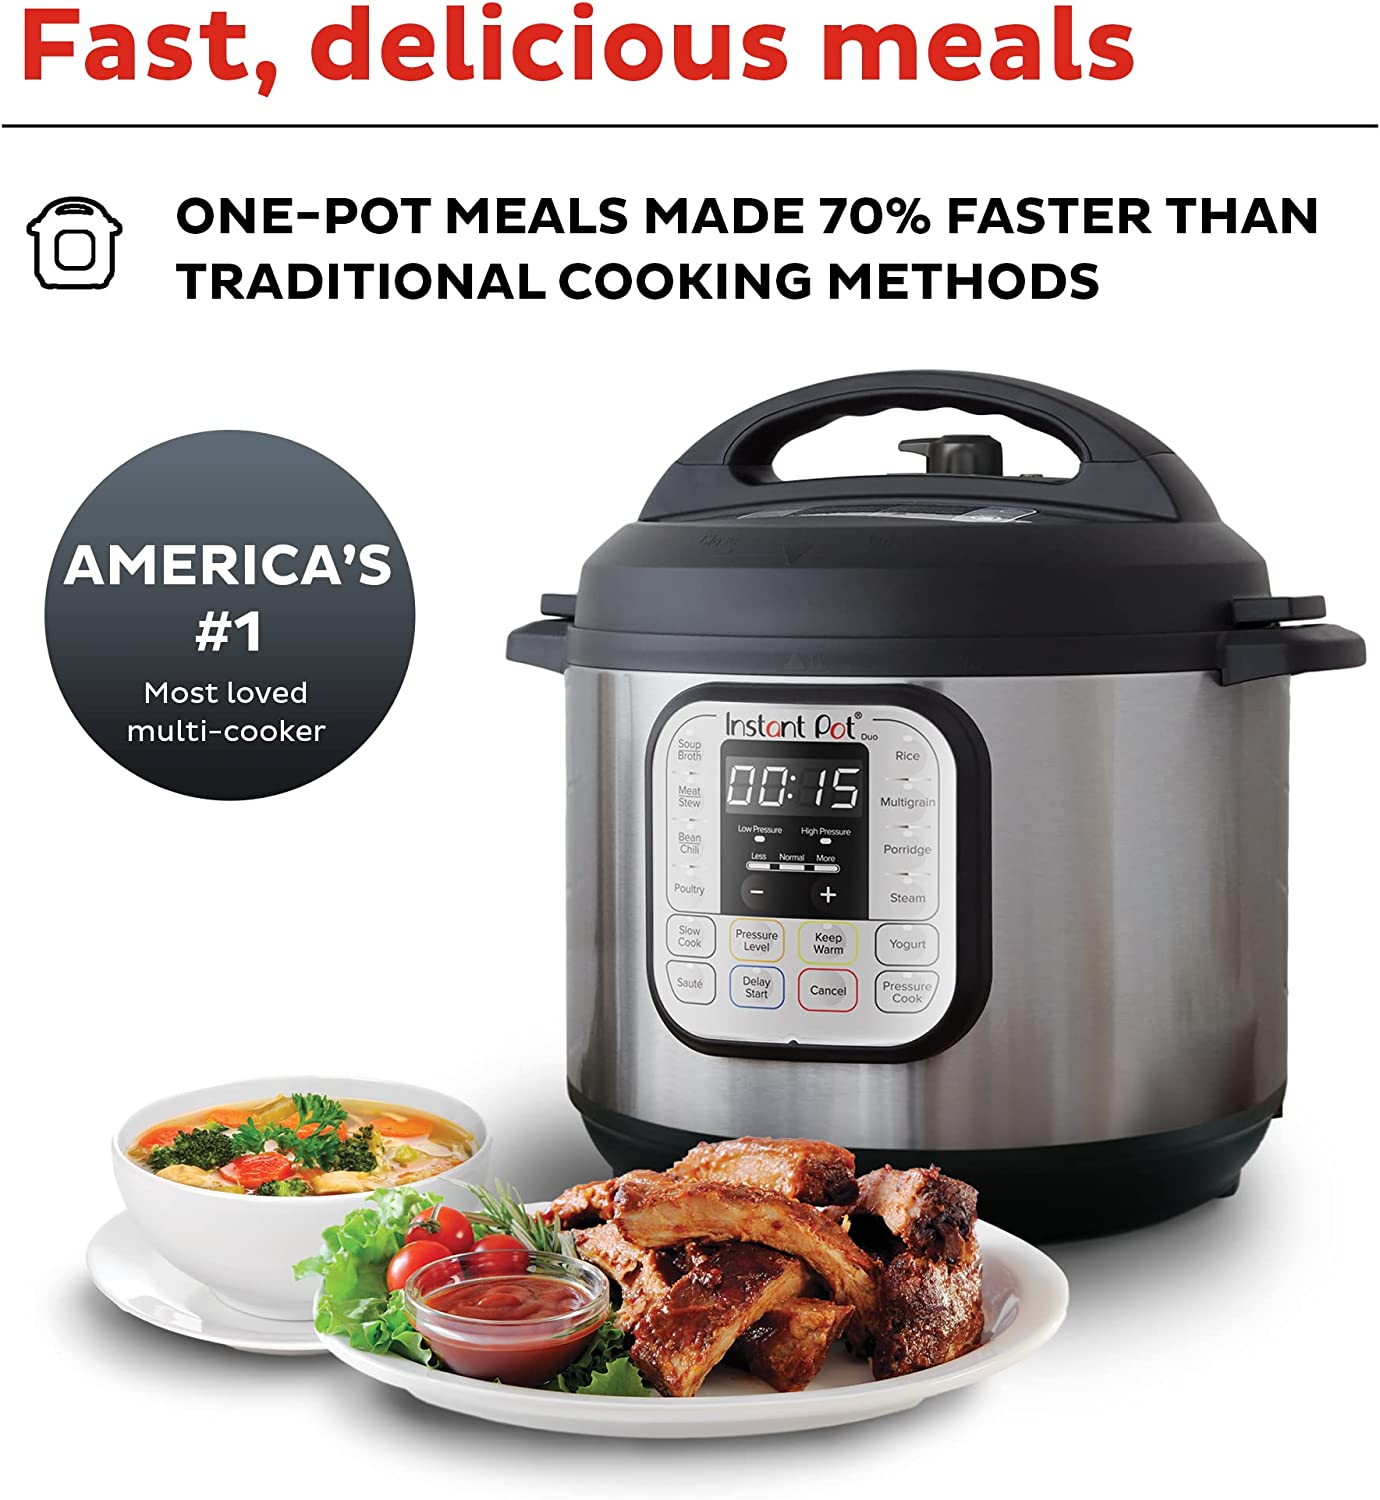 Fast, delicious meals
ONE-POT MEALS MADE 70% FASTER THAN
TRADITIONAL COOKING METHODS
AMERICA'S
#1
Most loved
multi-cooker
Instant Pot® Duo
Soup
Broth
Meat
Stew
Bean
Chili
Poultry
00:15
Low Pressure High Pressure
Less Normal More
− +
Rice
Multigrain
Porridge
Steam
Slow
Cook
Pressure
Level
Keep
Warm
Yogurt
Sauté
Delay
Start
Cancel
Pressure
Cook